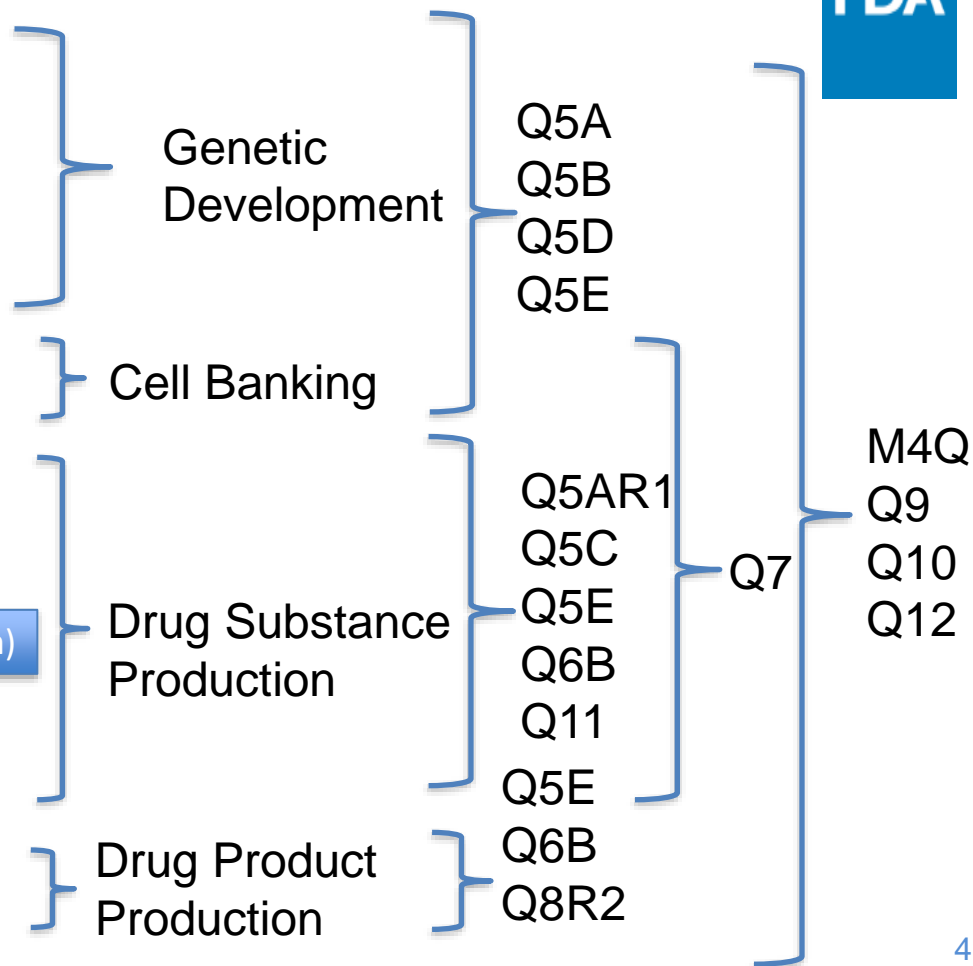 FDA
Genetic
Development
Q5A
Q5B
Q5D
Q5E
Cell Banking
Drug Substance
Production
Q5AR1
Q5C
Q5E
Q6B
Q11
Q7
M4Q
Q9
Q10
Q12
Drug Product
Production
Q5E
Q6B
Q8R2
4